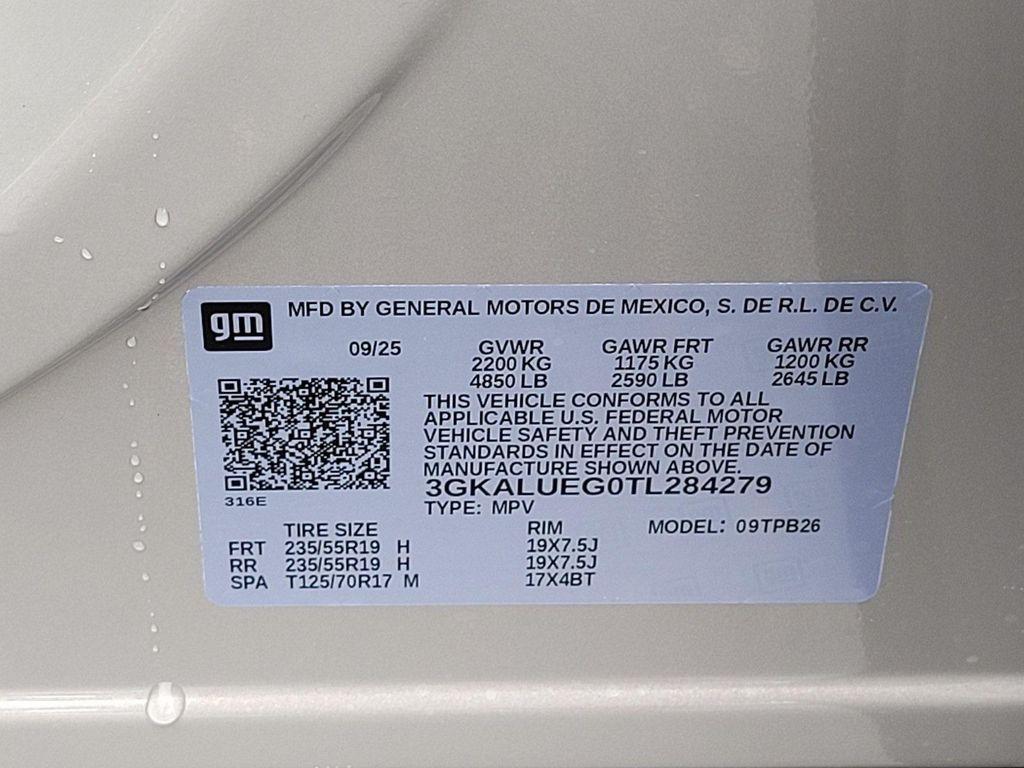 gm
MFD BY GENERAL MOTORS DE MEXICO, S. DE R.L. DE C.V.
09/25 GVWR GAWR FRT GAWR RR
2200 KG 1175 KG 1200 KG
4850 LB 2590 LB 2645 LB
THIS VEHICLE CONFORMS TO ALL
APPLICABLE U.S. FEDERAL MOTOR
VEHICLE SAFETY AND THEFT PREVENTION
STANDARDS IN EFFECT ON THE DATE OF
MANUFACTURE SHOWN ABOVE.
3GKALUEG0TL284279
316E
TYPE: MPV
TIRE SIZE RIM MODEL: 09TPB26
FRT 235/55R19 H 19X7.5J
RR 235/55R19 H 19X7.5J
SPA T125/70R17 M 17X4BT